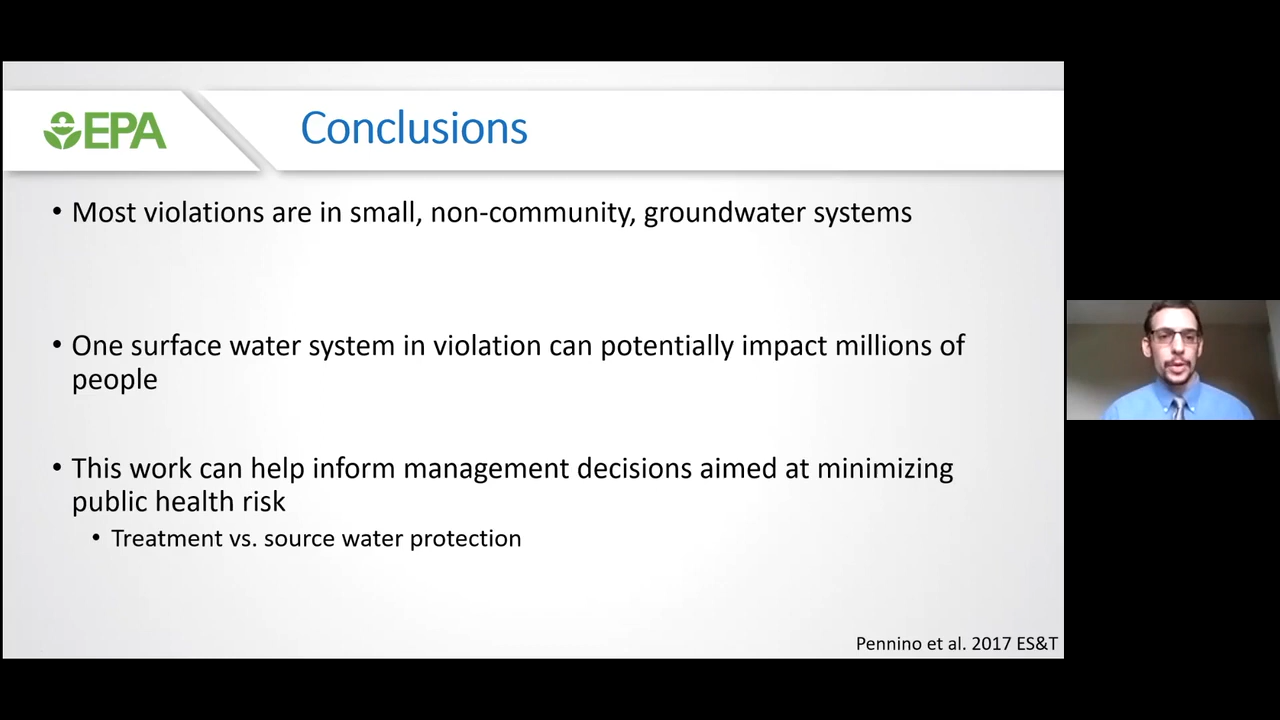 EPA
Conclusions
• Most violations are in small, non-community, groundwater systems
• One surface water system in violation can potentially impact millions of
people
• This work can help inform management decisions aimed at minimizing
public health risk
• Treatment vs. source water protection
Pennino et al. 2017 ES&T